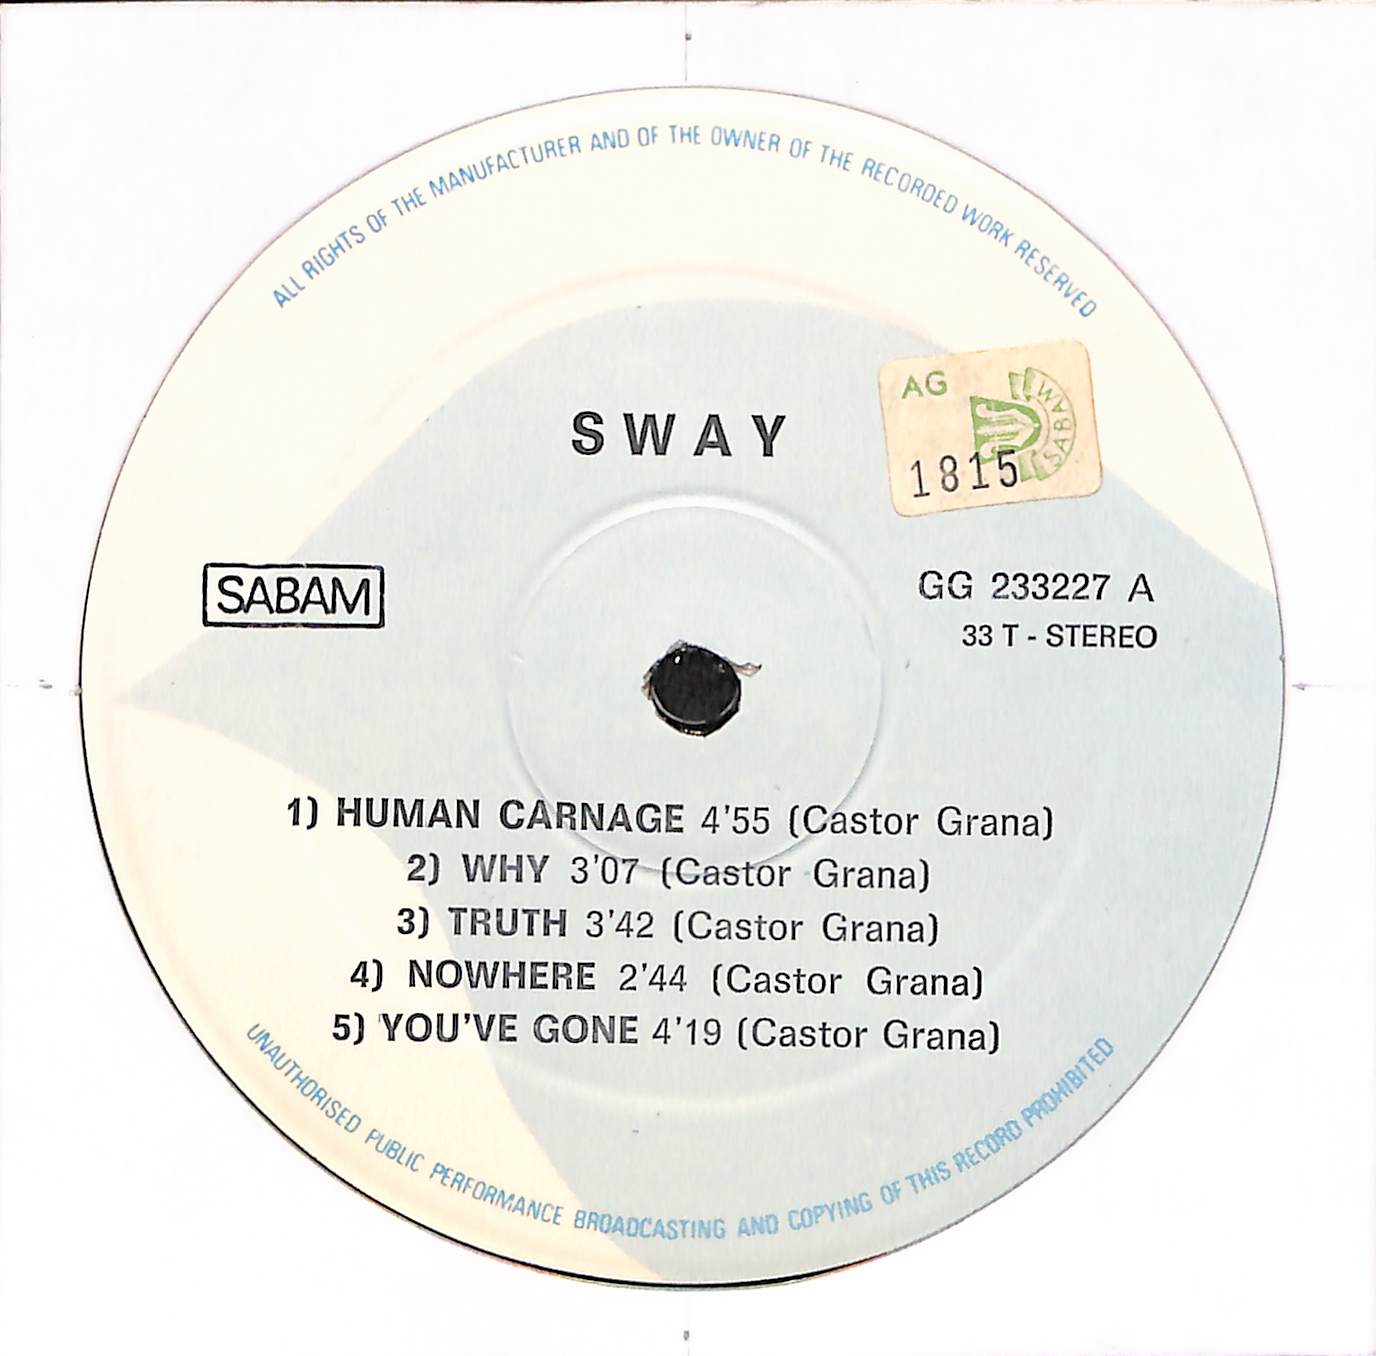 ALL RIGHTS OF THE MANUFACTURER AND OF THE OWNER OF THE RECORDED WORK RESERVED
SWAY
AG
SABAM
1815
SABAM
GG 233227 A
33 T - STEREO
1) HUMAN CARNAGE 4'55 (Castor Grana)
2) WHY 3'07 (Castor Grana)
3) TRUTH 3'42 (Castor Grana)
4) NOWHERE 2'44 (Castor Grana)
5) YOU'VE GONE 4'19 (Castor Grana)
UNAUTHORISED PUBLIC PERFORMANCE BROADCASTING AND COPYING OF THIS RECORD PROHIBITED